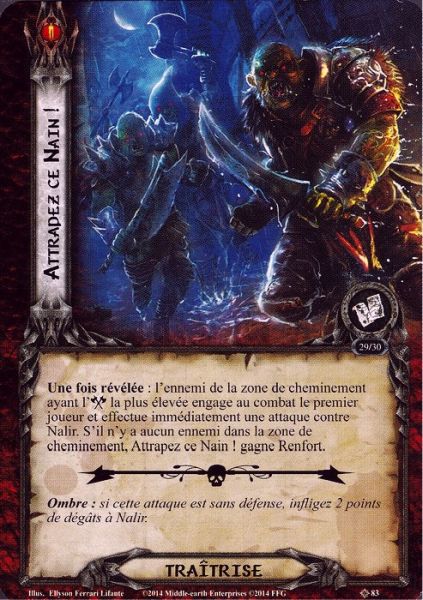 ATTRAPEZ CE NAIN !
29/30
Une fois révélée : l'ennemi de la zone de cheminement
ayant l' la plus élevée engage au combat le premier
joueur et effectue immédiatement une attaque contre
Nalir. S'il n'y a aucun ennemi dans la zone de
cheminement, Attrapez ce Nain ! gagne Renfort.
Ombre : si cette attaque est sans défense, infligez 2 points
de dégâts à Nalir.
TRAÎTRISE
Illus. Ellyson Ferrari Lifante ©2014 Middle-earth Enterprises ©2014 FFG 83